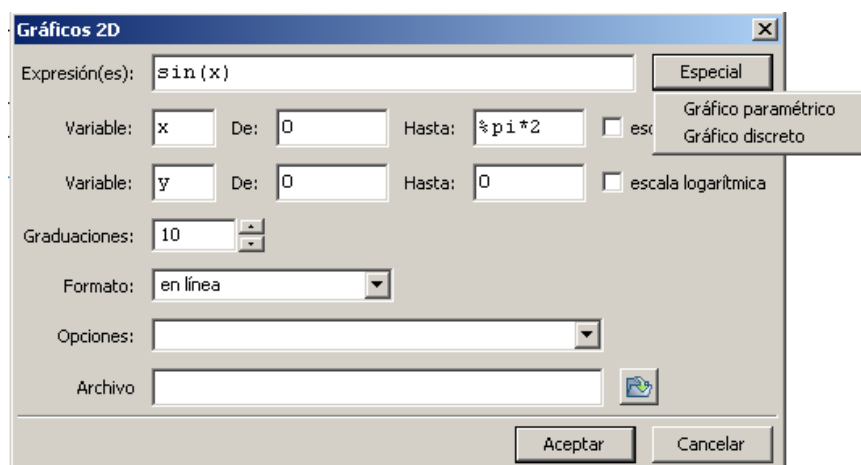 Gráficos 2D
Expresión(es): sin(x) Especial
Gráfico paramétrico
Gráfico discreto
Variable: x De: 0 Hasta: %pi*2 esc
Variable: y De: 0 Hasta: 0 escala logarítmica
Graduaciones: 10
Formato: en línea
Opciones:
Archivo
Aceptar Cancelar